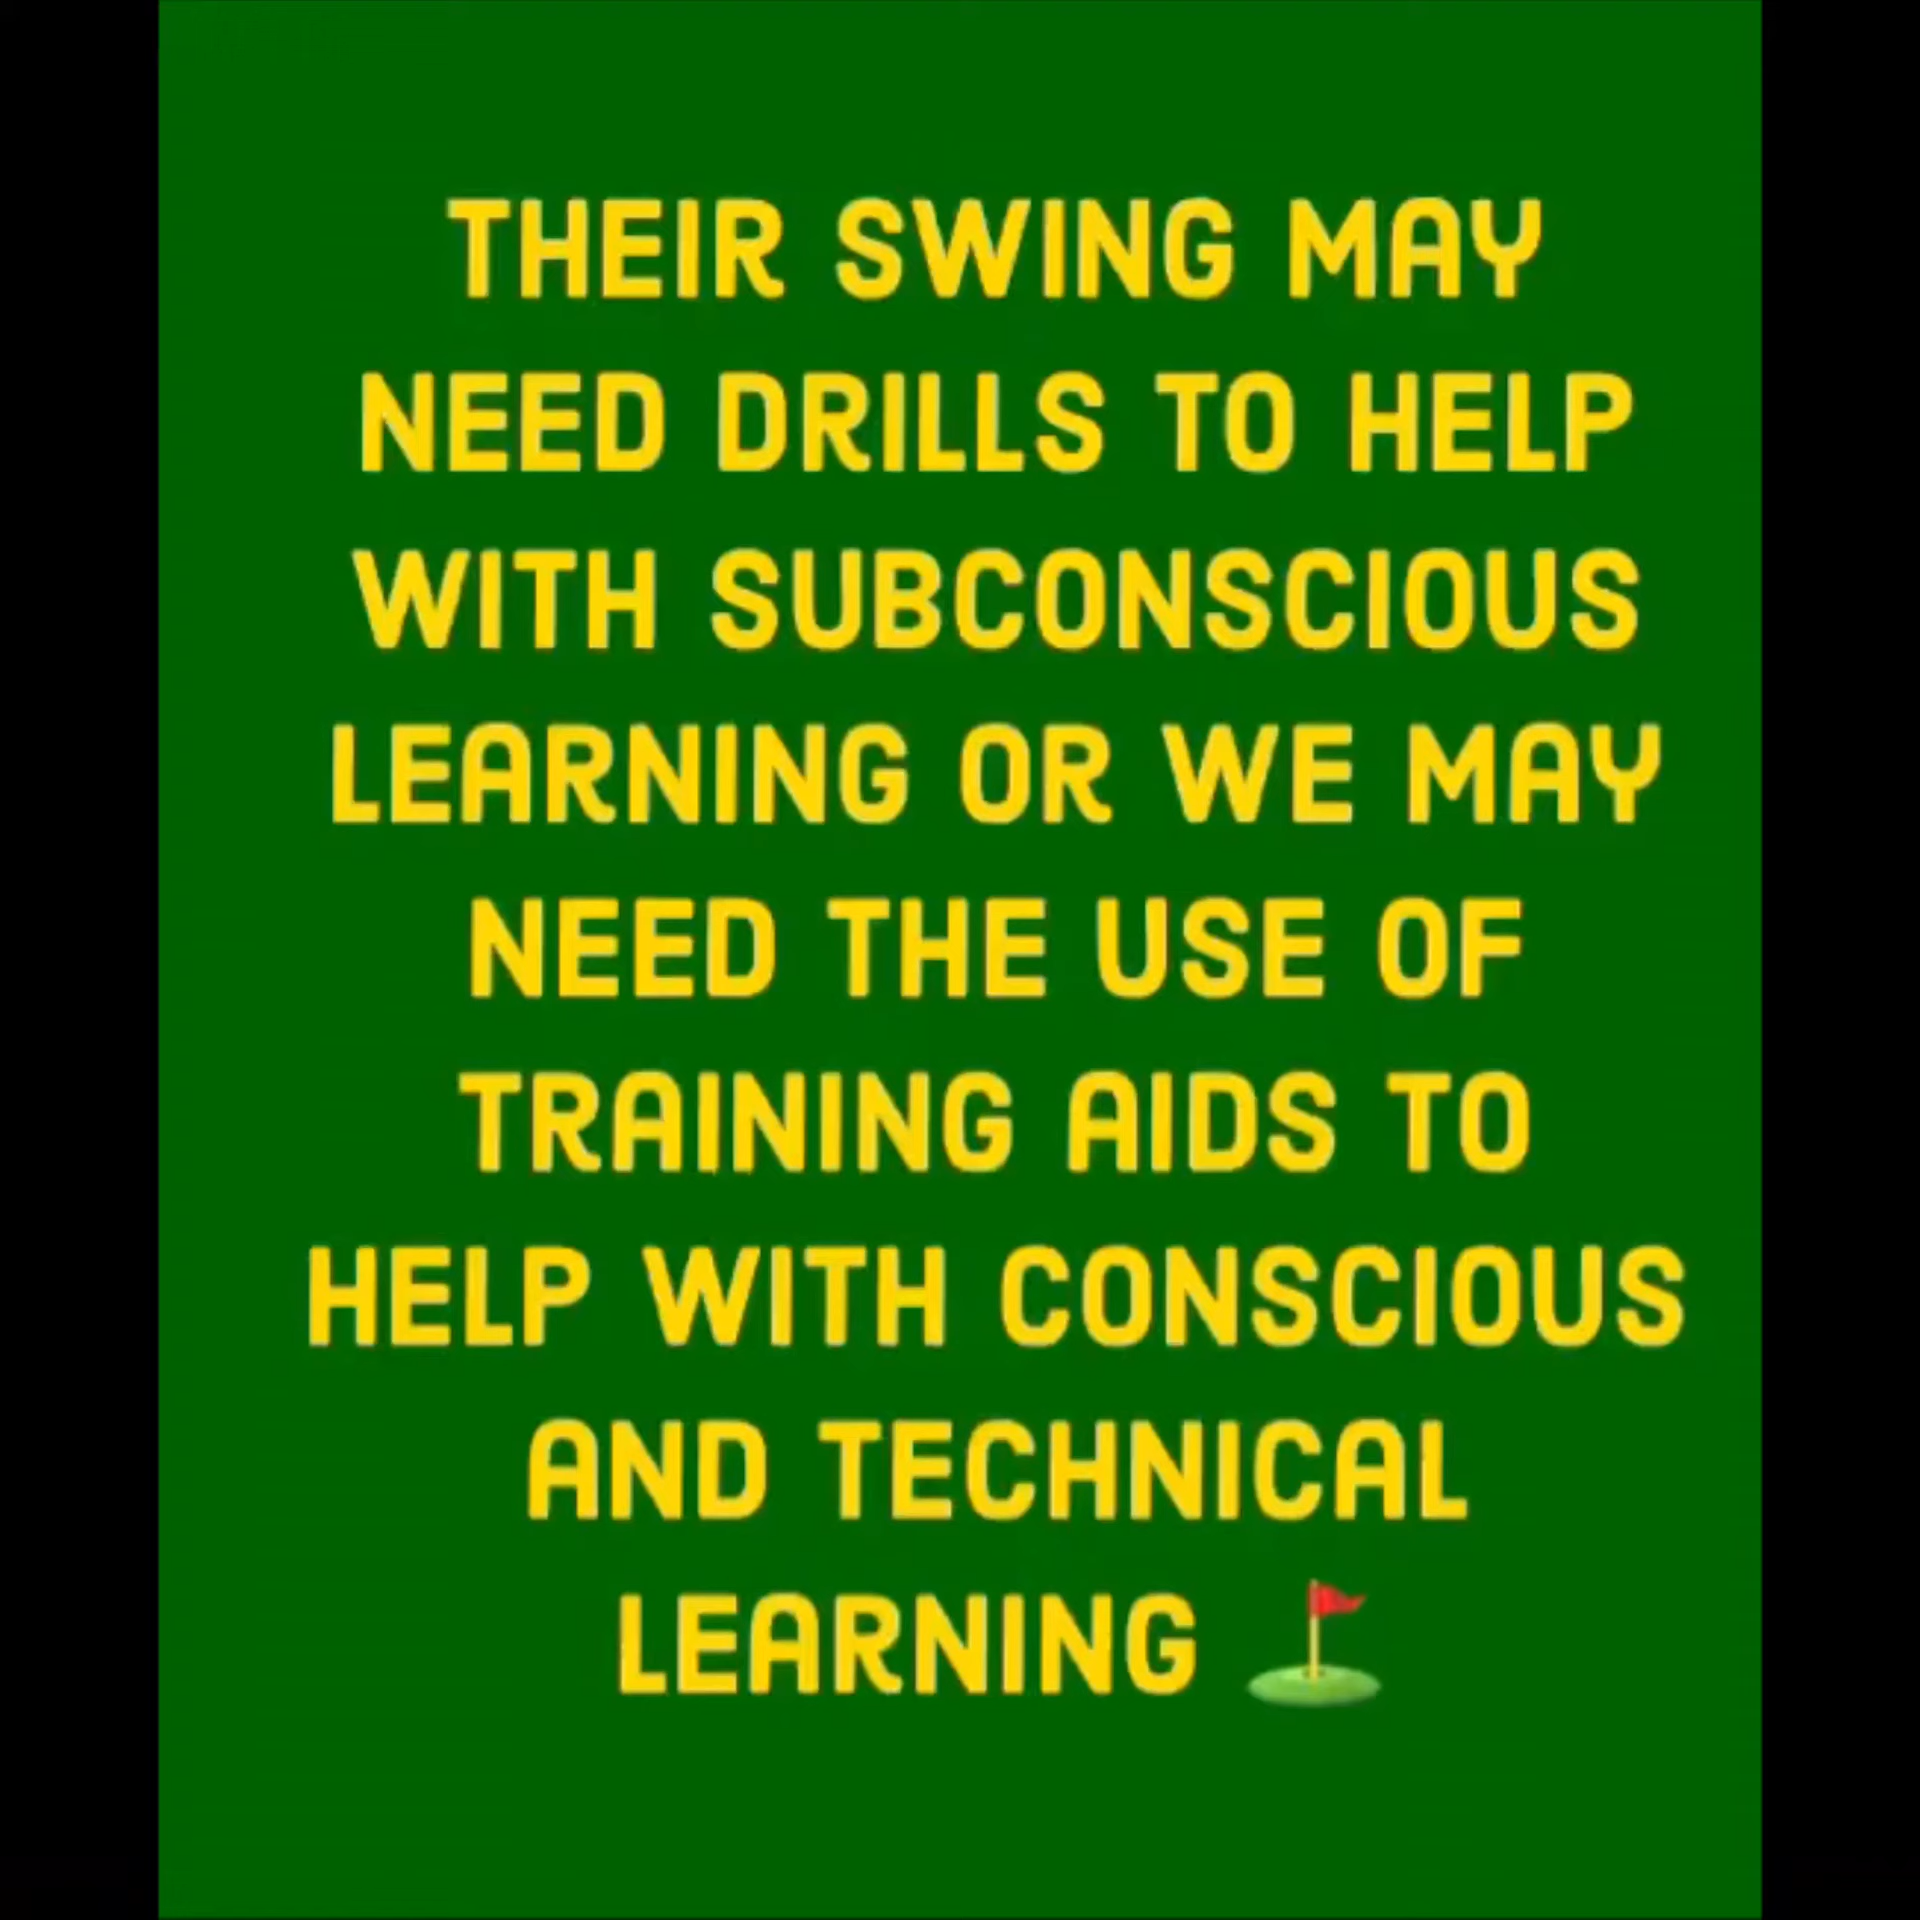 THEIR SWING MAY
NEED DRILLS TO HELP
WITH SUBCONSCIOUS
LEARNING OR WE MAY
NEED THE USE OF
TRAINING AIDS TO
HELP WITH CONSCIOUS
AND TECHNICAL
LEARNING ⛳